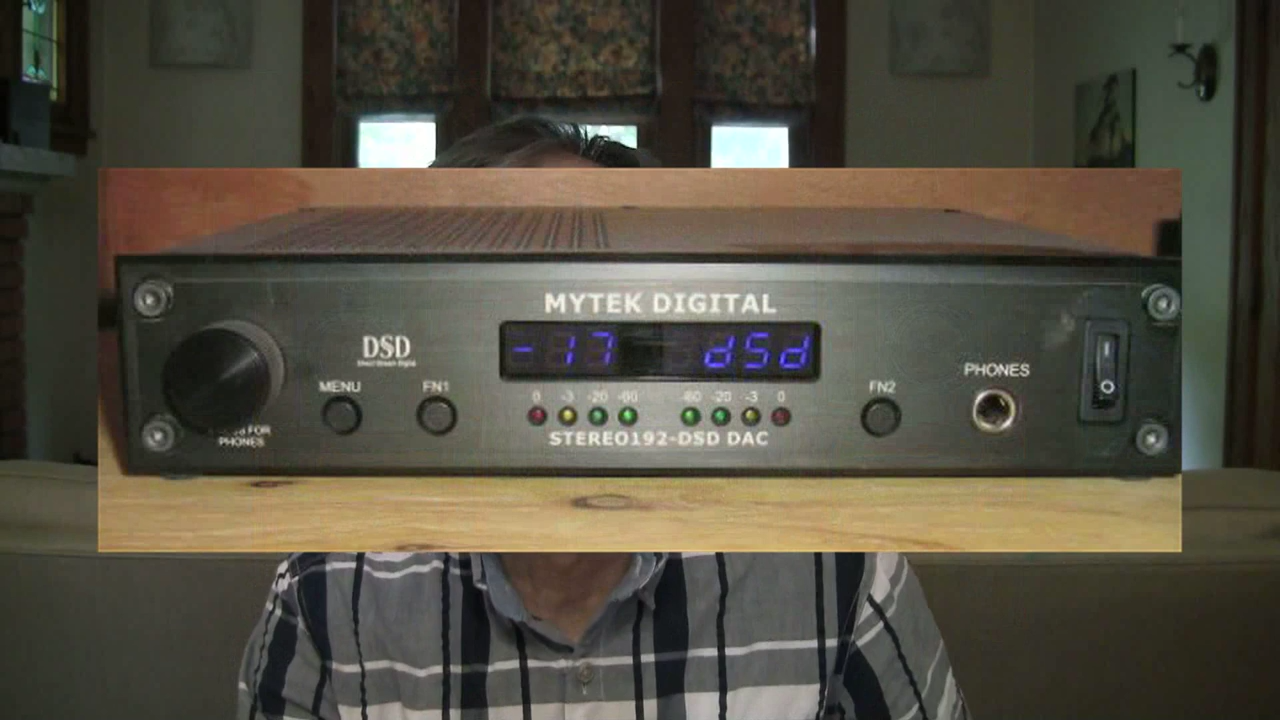 MYTEK DIGITAL
-17 dSd
DSD
MENU
FN1
0 -3 -20 -60
-60 -20 -3 0
FN2
PHONES
FOR
PHONES
STEREO192-DSD DAC